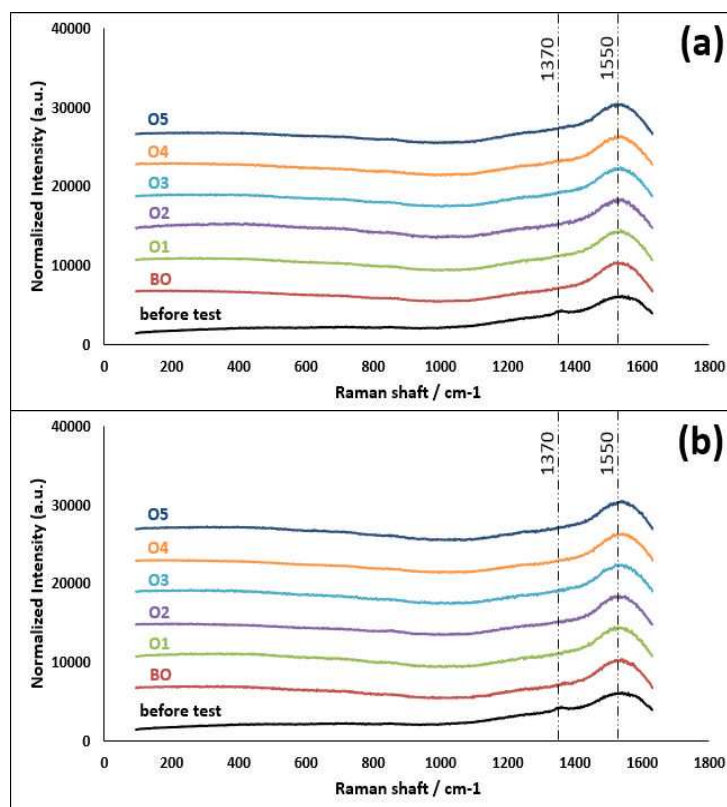 (a)
Normalized Intensity (a.u.)
40000
30000
20000
10000
0
1370
1550
O5
O4
O3
O2
O1
BO
before test
0 200 400 600 800 1000 1200 1400 1600 1800
Raman shaft / cm-1
(b)
Normalized Intensity (a.u.)
40000
30000
20000
10000
0
1370
1550
O5
O4
O3
O2
O1
BO
before test
0 200 400 600 800 1000 1200 1400 1600 1800
Raman shaft / cm-1